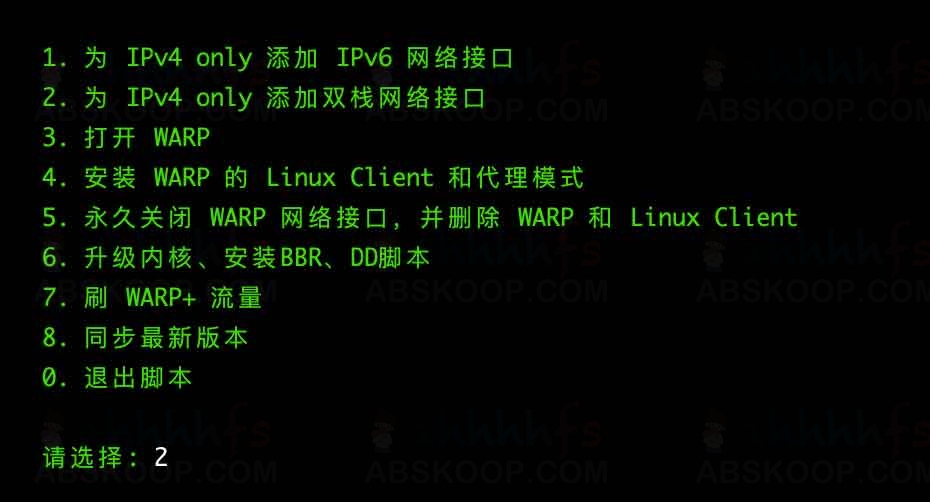 1. 为 IPv4 only 添加 IPv6 网络接口
2. 为 IPv4 only 添加双栈网络接口
3. 打开 WARP
4. 安装 WARP 的 Linux Client 和代理模式
5. 永久关闭 WARP 网络接口，并删除 WARP 和 Linux Client
6. 升级内核、安装BBR、DD脚本
7. 刷 WARP+ 流量
8. 同步最新版本
0. 退出脚本
请选择: 2
hhhhfs
ABSKOOP.COM